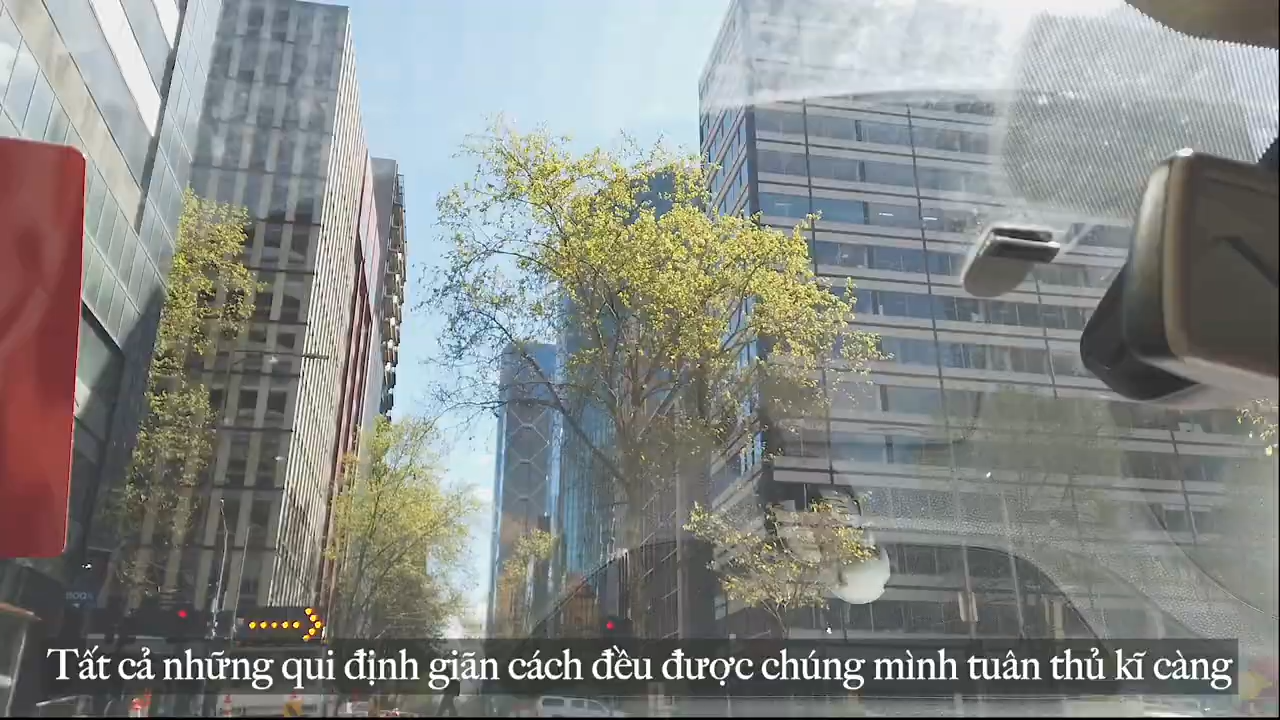 Tất cả những qui định giãn cách đều được chúng mình tuân thủ kĩ càng